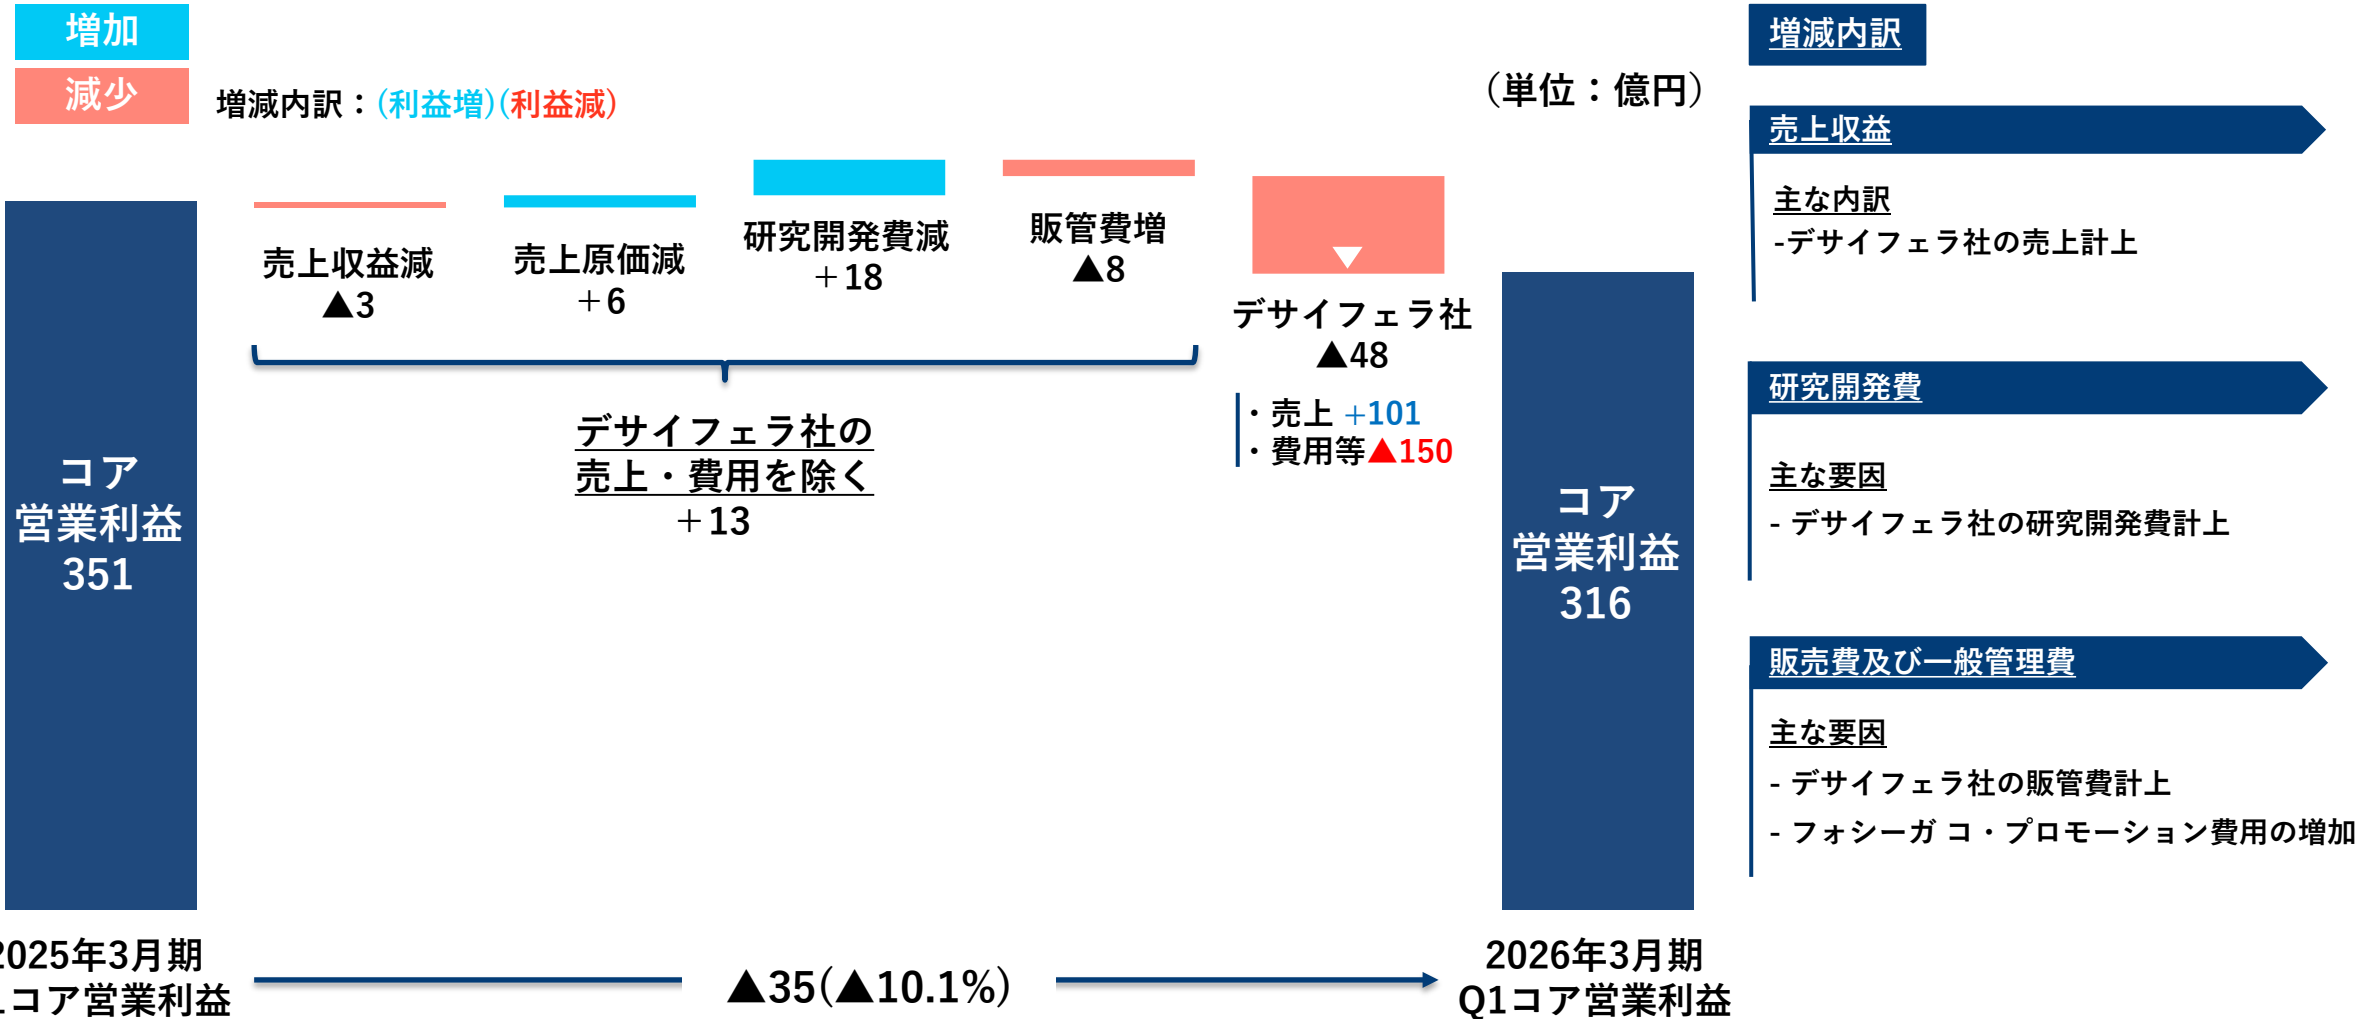 増加
減少
増減内訳：(利益増)(利益減)
（単位：億円）
売上収益減
▲3
売上原価減
＋6
研究開発費減
＋18
販管費増
▲8
デサイフェラ社
▲48
・売上 +101
・費用等▲150
デサイフェラ社の
売上・費用を除く
＋13
コア
営業利益
351
コア
営業利益
316
2025年3月期
コア営業利益
▲35(▲10.1%)
2026年3月期
Q1コア営業利益
増減内訳
売上収益
主な内訳
-デサイフェラ社の売上計上
研究開発費
主な要因
- デサイフェラ社の研究開発費計上
販売費及び一般管理費
主な要因
- デサイフェラ社の販管費計上
- フォシーガ コ・プロモーション費用の増加